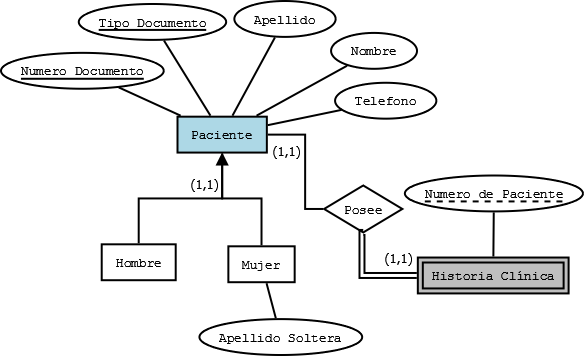 Apellido
Tipo Documento
Nombre
Numero Documento
Telefono
Paciente
(1,1)
(1,1)
Numero de Paciente
Posee
(1,1)
Hombre
Mujer
Historia Clínica
Apellido Soltera